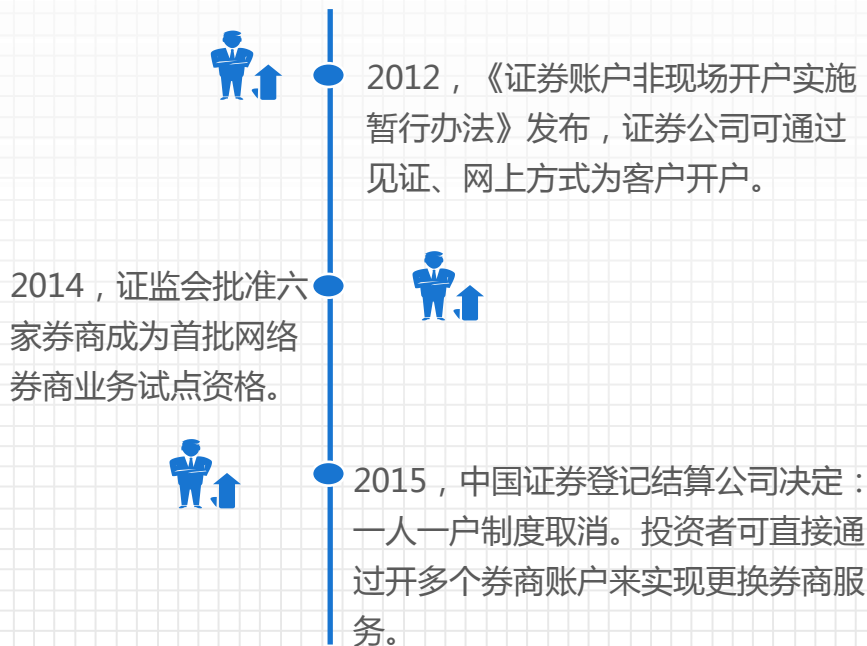 2012，《证券账户非现场开户实施
暂行办法》发布，证券公司可通过
见证、网上方式为客户开户。
2014，证监会批准六
家券商成为首批网络
券商业务试点资格。
2015，中国证券登记结算公司决定：
一人一户制度取消。投资者可直接通
过开多个券商账户来实现更换券商服
务。